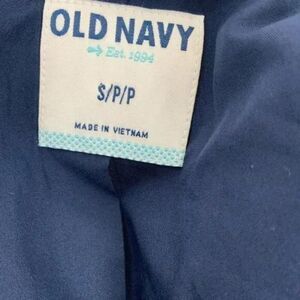 OLD NAVY
Est. 1994
S/P/P
MADE IN VIETNAM